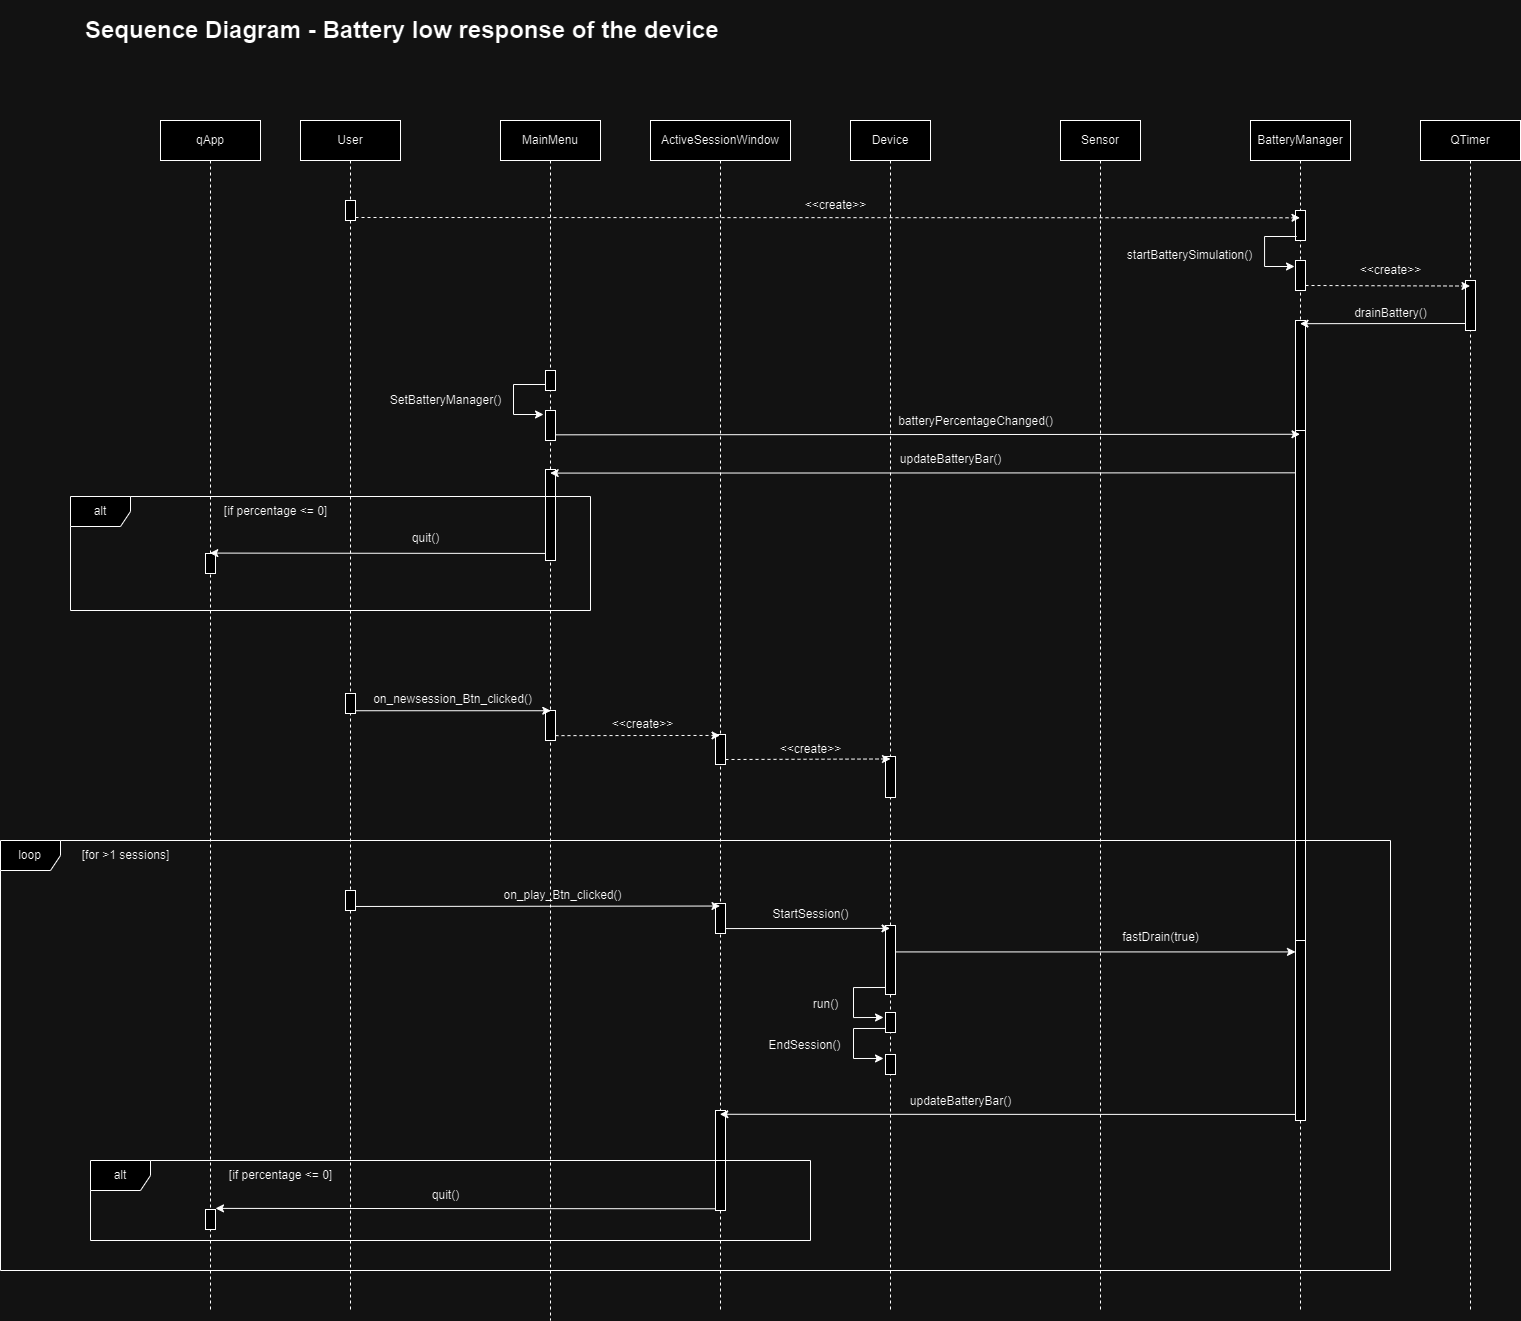 Sequence Diagram - Battery low response of the device
qApp
User
MainMenu
ActiveSessionWindow
Device
Sensor
BatteryManager
QTimer
<<create>>
startBatterySimulation()
<<create>>
drainBattery()
SetBatteryManager()
batteryPercentageChanged()
updateBatteryBar()
alt
[if percentage <= 0]
quit()
on_newsession_Btn_clicked()
<<create>>
<<create>>
loop
[for >1 sessions]
on_play_Btn_clicked()
StartSession()
fastDrain(true)
run()
EndSession()
updateBatteryBar()
alt
[if percentage <= 0]
quit()